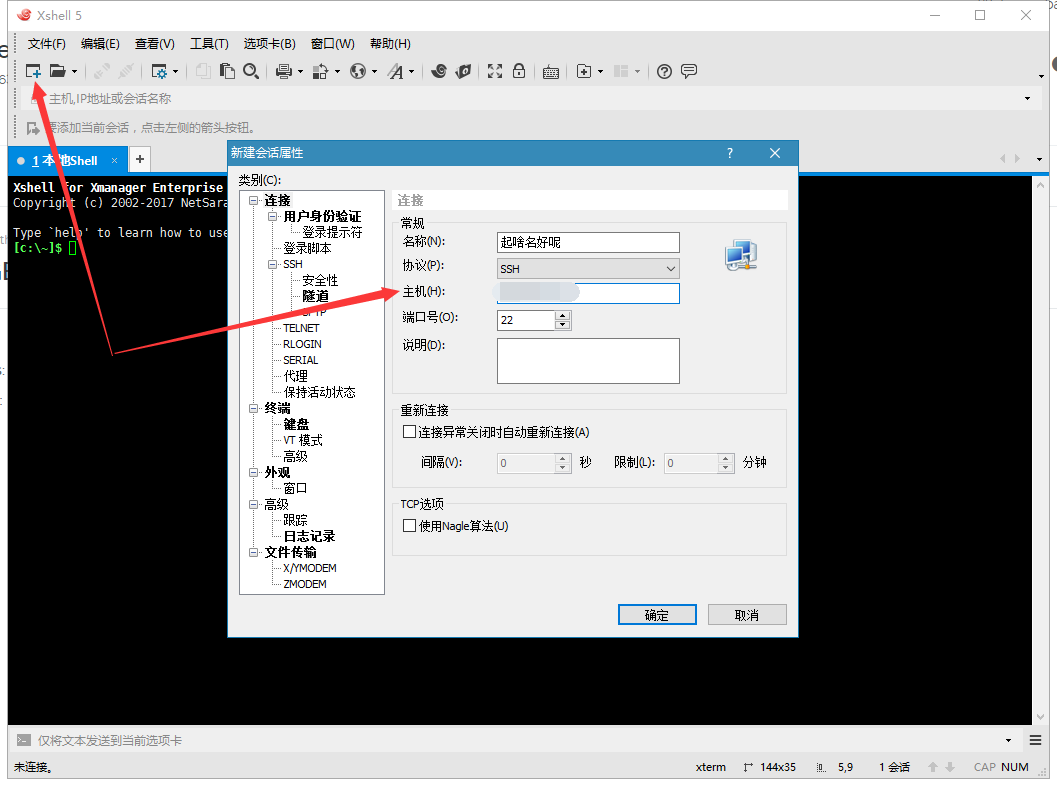 Xshell 5
文件(F) 编辑(E) 查看(V) 工具(T) 选项卡(B) 窗口(W) 帮助(H)
主机,IP地址或会话名称
要添加当前会话，点击左侧的箭头按钮。
1 本地Shell × +
Xshell for Xmanager Enterprise
Copyright (c) 2002-2017 NetSara
Type `help' to learn how to use
[c:\~]$
新建会话属性
类别(C):
连接
用户身份验证
登录提示符
登录脚本
SSH
安全性
隧道
SFTP
TELNET
RLOGIN
SERIAL
代理
保持活动状态
终端
键盘
VT 模式
高级
外观
窗口
高级
跟踪
日志记录
文件传输
X/YMODEM
ZMODEM
连接
常规
名称(N): 起啥名好呢
协议(P): SSH
主机(H):
端口号(O): 22
说明(D):
重新连接
连接异常关闭时自动重新连接(A)
间隔(V): 0 秒 限制(L): 0 分钟
TCP选项
使用Nagle算法(U)
确定 取消
仅将文本发送到当前选项卡
未连接。 xterm 144x35 5,9 1 会话 CAP NUM